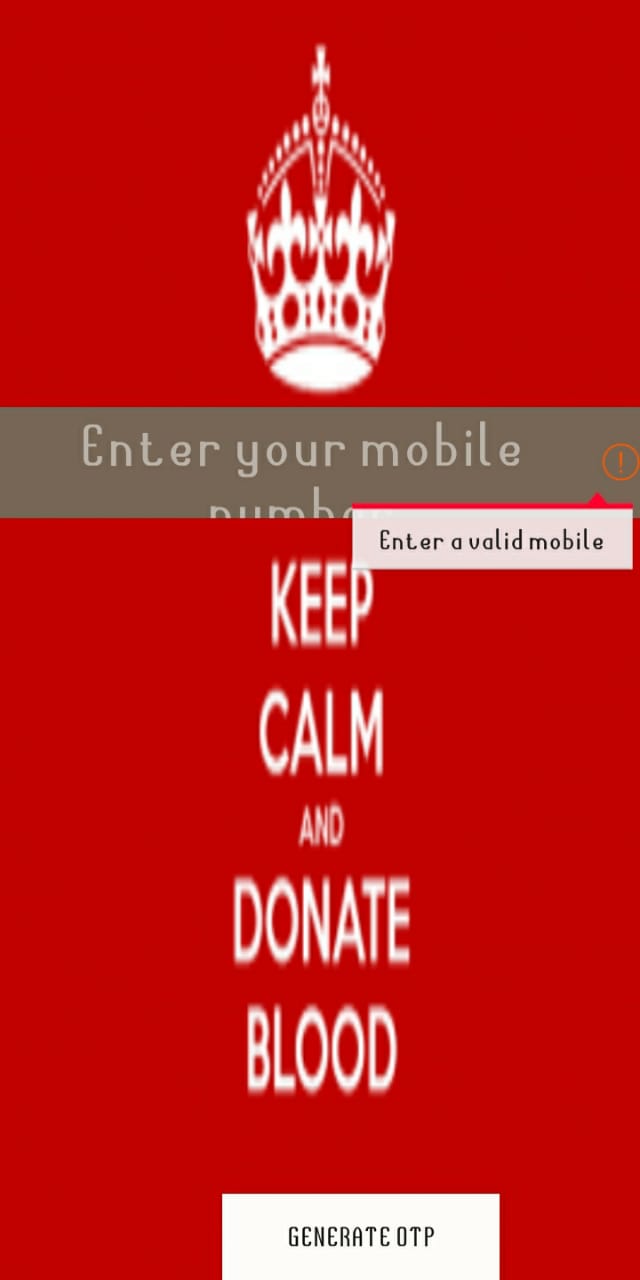 Enter your mobile
number
Enter a valid mobile
KEEP
CALM
AND
DONATE
BLOOD
GENERATE OTP